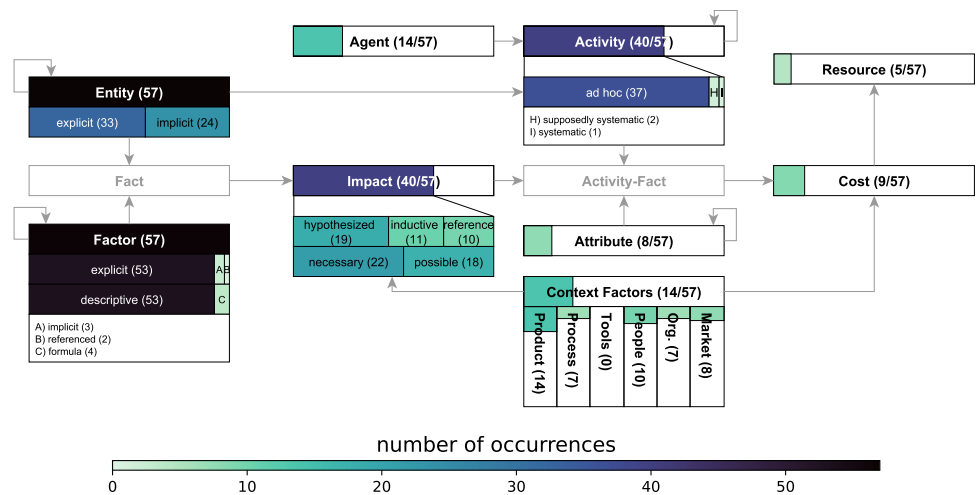 Agent (14/57)
Activity (40/57)
Resource (5/57)
Entity (57)
explicit (33)
implicit (24)
ad hoc (37)
H
I
H) supposedly systematic (2)
I) systematic (1)
Fact
Impact (40/57)
Activity-Fact
Cost (9/57)
Factor (57)
explicit (53)
A
B
descriptive (53)
C
A) implicit (3)
B) referenced (2)
C) formula (4)
hypothesized
(19)
inductive
(11)
reference
(10)
necessary (22)
possible (18)
Attribute (8/57)
Context Factors (14/57)
Product (14)
Process (7)
Tools (0)
People (10)
Org. (7)
Market (8)
number of occurrences
0 10 20 30 40 50